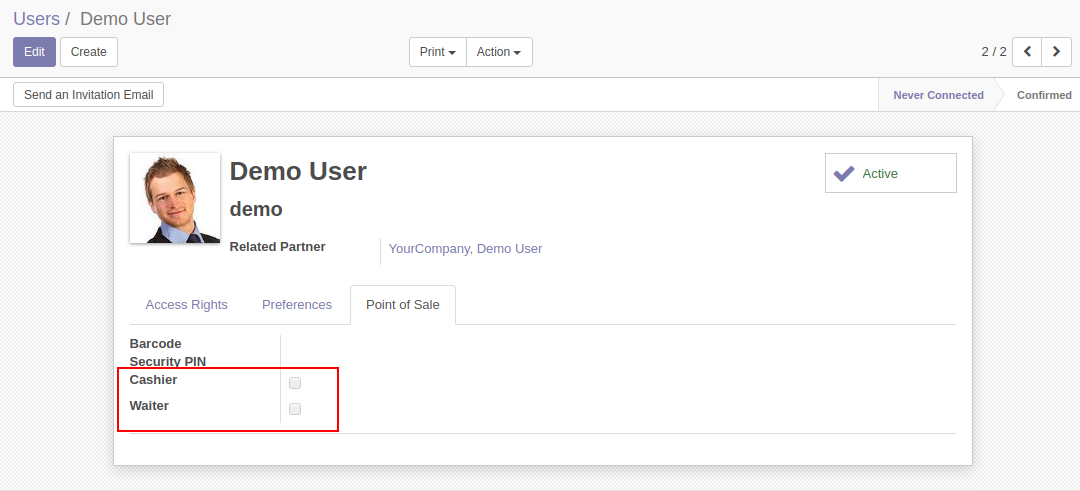 Users / Demo User
Edit Create Print Action 2 / 2
Send an Invitation Email Never Connected Confirmed
Demo User
Active
demo
Related Partner YourCompany, Demo User
Access Rights Preferences Point of Sale
Barcode
Security PIN
Cashier
Waiter